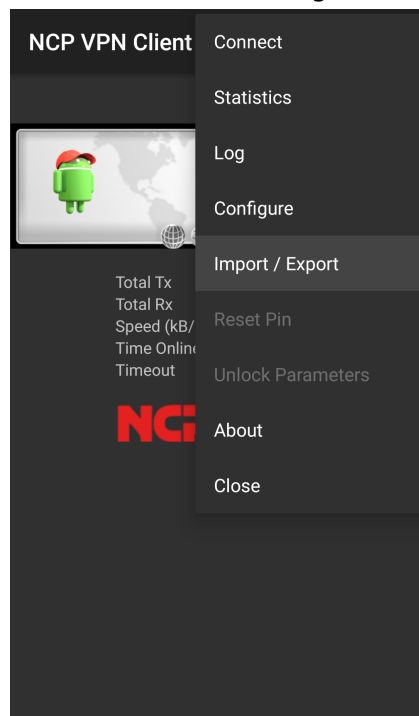 NCP VPN Client
Connect
Statistics
Log
Configure
Import / Export
Reset Pin
Unlock Parameters
About
Close
Total Tx
Total Rx
Speed (kB/
Time Online
Timeout